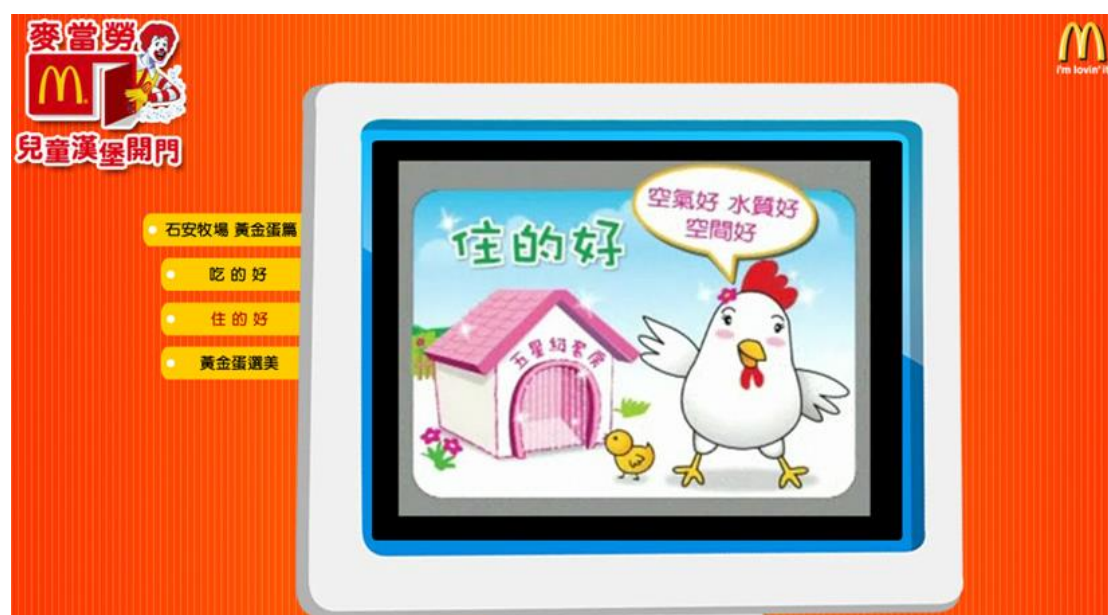 麥當勞
M
兒童漢堡開門
M
i'm lovin' it
石安牧場 黃金蛋篇
吃的好
住的好
黃金蛋選美
住的好
空氣好 水質好
空間好
五星級套房